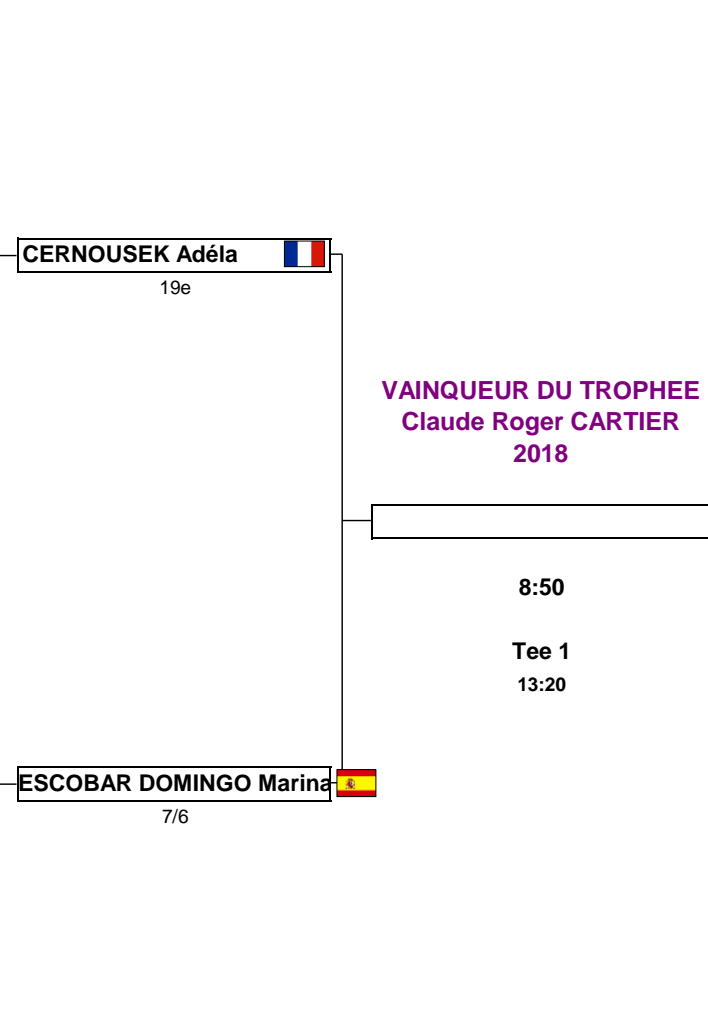 CERNOUSEK Adéla
19e
VAINQUEUR DU TROPHEE
Claude Roger CARTIER
2018
8:50
Tee 1
13:20
ESCOBAR DOMINGO Marina
7/6